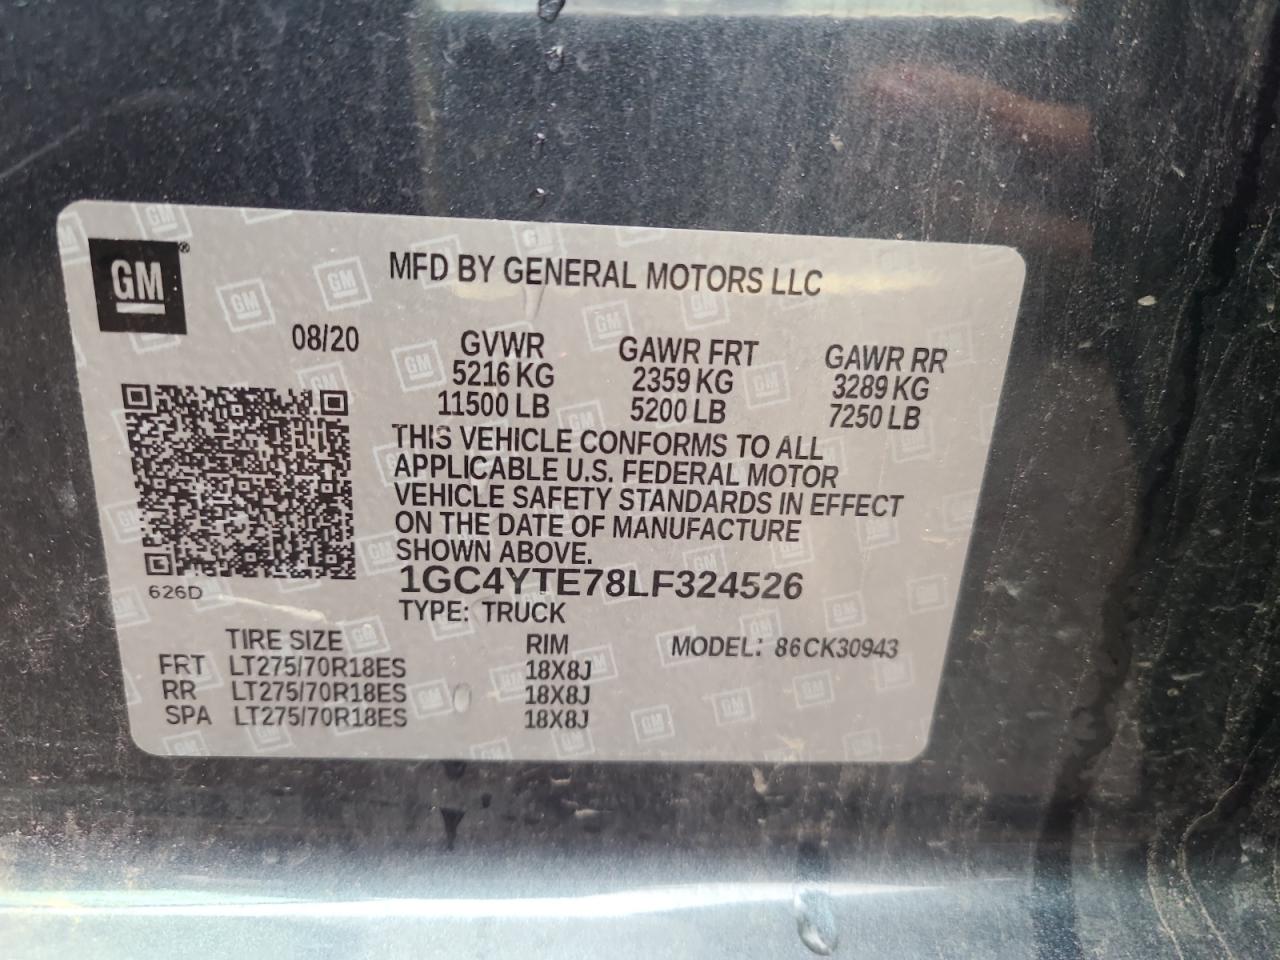 GM®
MFD BY GENERAL MOTORS LLC
08/20 GVWR GAWR FRT GAWR RR
5216 KG 2359 KG 3289 KG
11500 LB 5200 LB 7250 LB
THIS VEHICLE CONFORMS TO ALL
APPLICABLE U.S. FEDERAL MOTOR
VEHICLE SAFETY STANDARDS IN EFFECT
ON THE DATE OF MANUFACTURE
SHOWN ABOVE.
1GC4YTE78LF324526
626D
TYPE: TRUCK
TIRE SIZE RIM MODEL: 86CK30943
FRT LT275/70R18ES 18X8J
RR LT275/70R18ES 18X8J
SPA LT275/70R18ES 18X8J